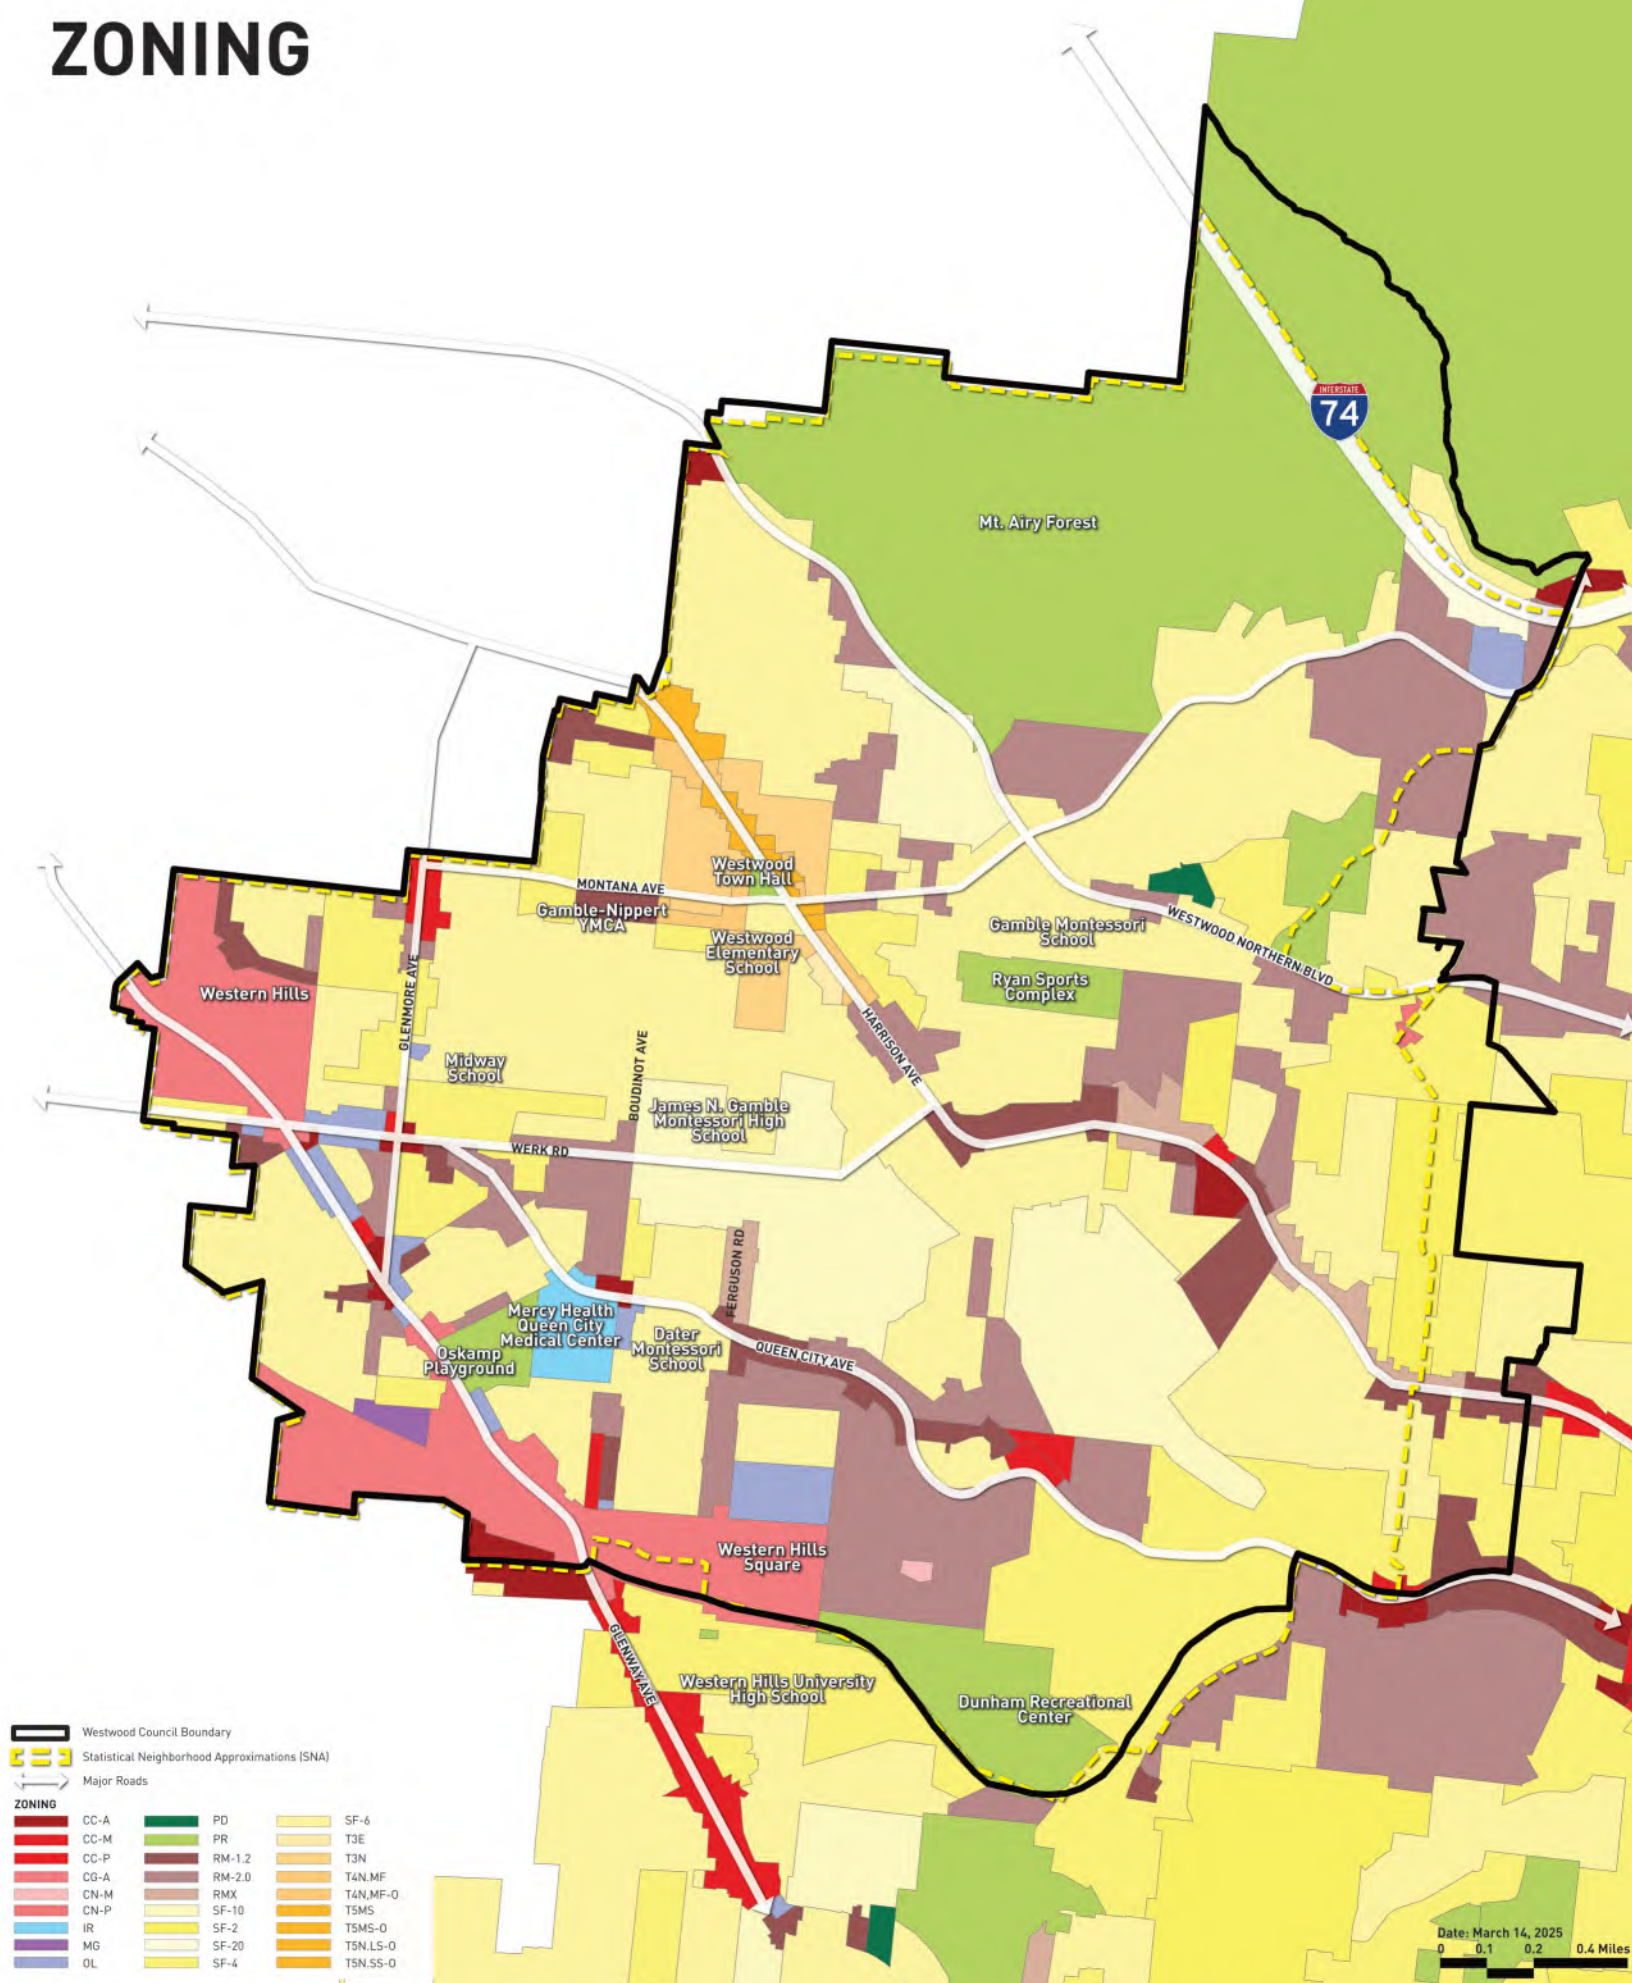 ZONING
INTERSTATE
74
Mt. Airy Forest
Westwood
Town Hall
MONTANA AVE
Gamble-Nippert
YMCA
Westwood
Elementary
School
Gamble Montessori
School
WESTWOOD NORTHERN BLVD
Ryan Sports
Complex
Western Hills
GLENMORE AVE
HARRISON AVE
Midway
School
BOUDINOT AVE
James N. Gamble
Montessori High
School
WERK RD
FERGUSON RD
Mercy Health
Queen City
Medical Center
Dater
Montessori
School
QUEEN CITY AVE
Oskamp
Playground
Western Hills
Square
GLENWAY AVE
Western Hills University
High School
Dunham Recreational
Center
Westwood Council Boundary
Statistical Neighborhood Approximations (SNA)
Major Roads
ZONING
CC-A
CC-M
CC-P
CG-A
CN-M
CN-P
IR
MG
OL
PD
PR
RM-1.2
RM-2.0
RMX
SF-10
SF-2
SF-20
SF-4
SF-6
T3E
T3N
T4N.MF
T4N.MF-O
T5MS
T5MS-O
T5N.LS-O
T5N.SS-O
Date: March 14, 2025
0 0.1 0.2 0.4 Miles